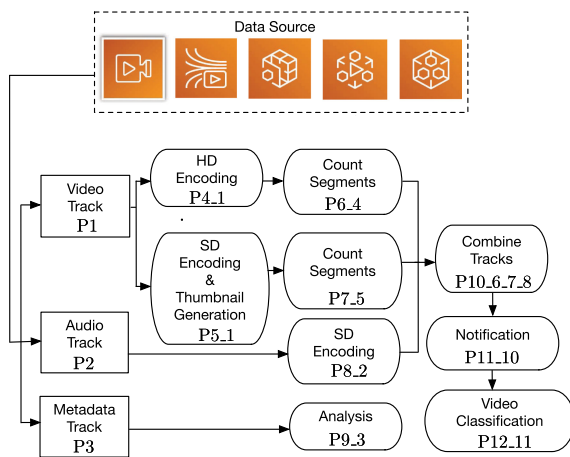 Data Source
Video
Track
P1
HD
Encoding
P4_1
Count
Segments
P6_4
SD
Encoding
&
Thumbnail
Generation
P5_1
Count
Segments
P7_5
Combine
Tracks
P10_6_7_8
Audio
Track
P2
SD
Encoding
P8_2
Notification
P11_10
Metadata
Track
P3
Analysis
P9_3
Video
Classification
P12_11